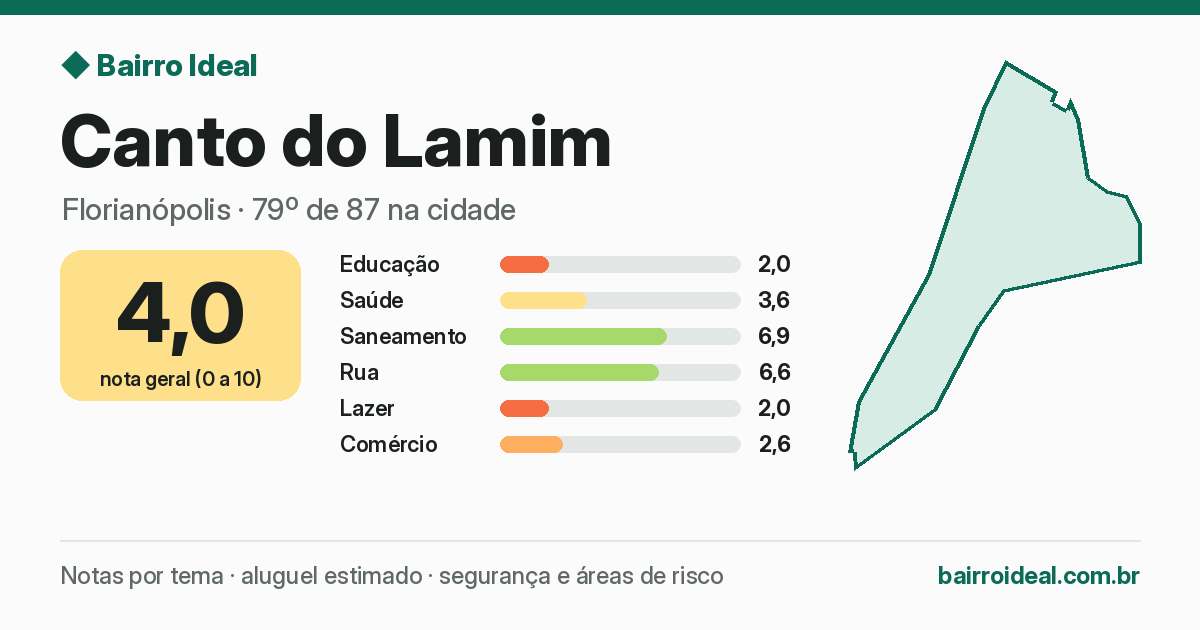 Bairro Ideal
Canto do Lamim
Florianópolis · 79º de 87 na cidade
4,0
nota geral (0 a 10)
Educação 2,0
Saúde 3,6
Saneamento 6,9
Rua 6,6
Lazer 2,0
Comércio 2,6
Notas por tema · aluguel estimado · segurança e áreas de risco
bairroideal.com.br